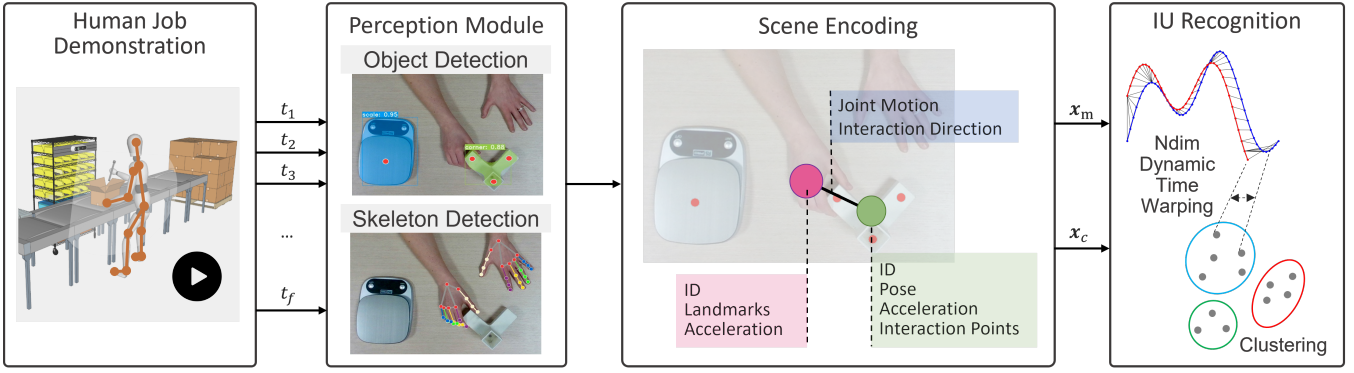 Human Job
Demonstration
t1
t2
t3
...
tf
Perception Module
Object Detection
scale: 0.95
corner: 0.88
Skeleton Detection
Scene Encoding
Joint Motion
Interaction Direction
ID
Landmarks
Acceleration
ID
Pose
Acceleration
Interaction Points
xm
xc
IU Recognition
Ndim
Dynamic
Time
Warping
Clustering